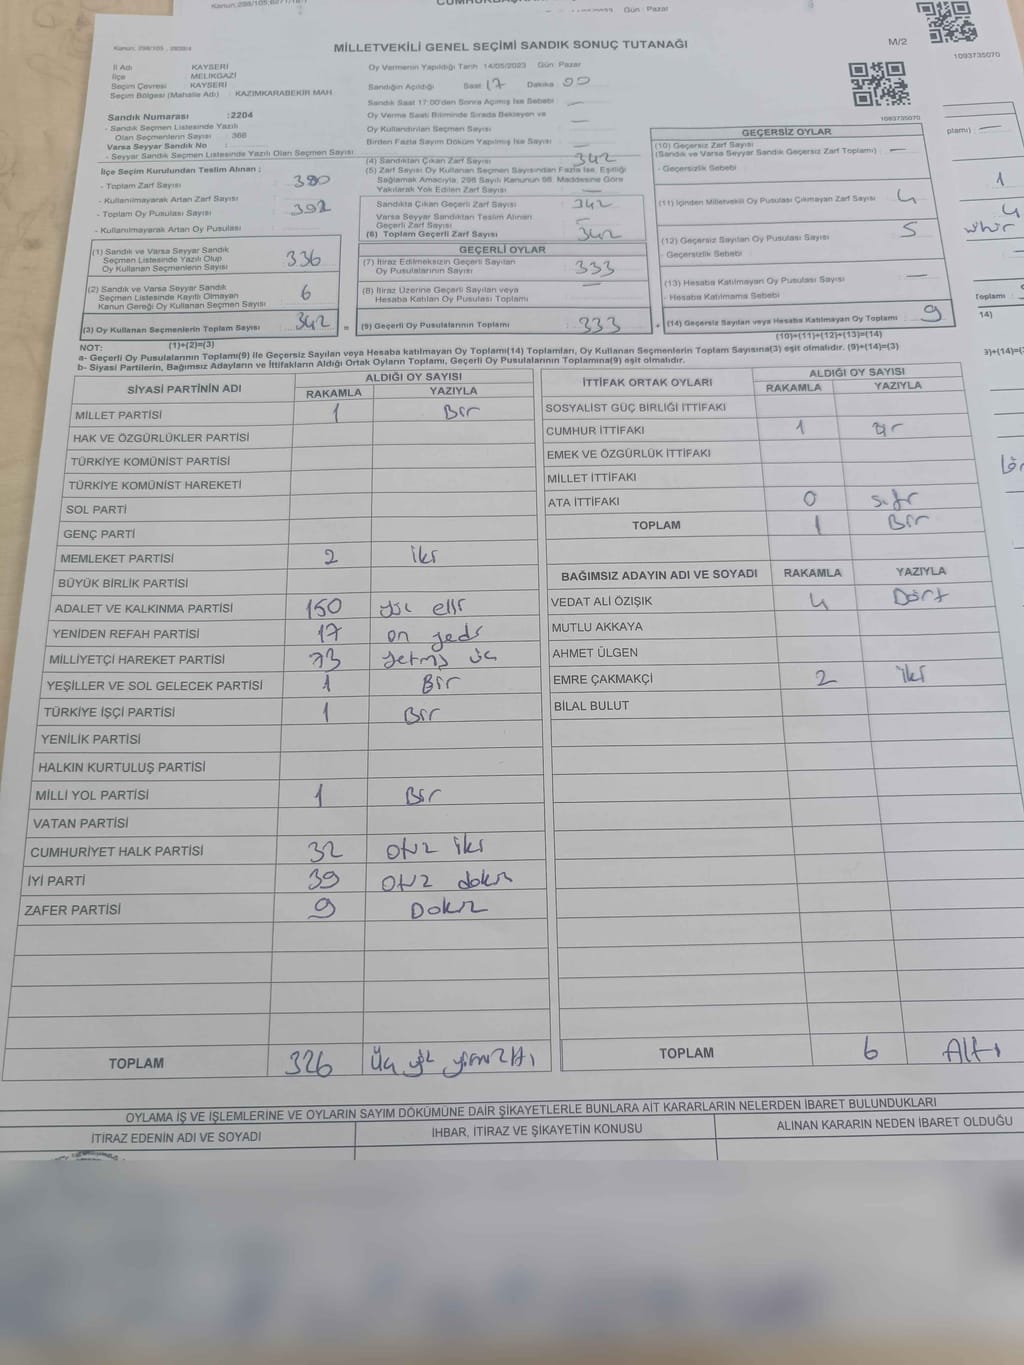 Gün : Pazar
Kanun: 298/105
MİLLETVEKİLİ GENEL SEÇİMİ SANDIK SONUÇ TUTANAĞI
M/2
1093735070
İl Adı KAYSERİ
İlçe MELİKGAZİ
Seçim Çevresi : KAYSERİ
Seçim Bölgesi (Mahalle Adı) : KAZIMKARABEKİR MAH.
Sandık Numarası :2204
- Sandık Seçmen Listesinde Yazılı
Olan Seçmenlerin Sayısı : 366
Varsa Seyyar Sandık No :
- Seyyar Sandık Seçmen Listesinde Yazılı Olan Seçmen Sayısı:
İlçe Seçim Kurulundan Teslim Alınan ;
- Toplam Zarf Sayısı 380
- Kullanılmayarak Artan Zarf Sayısı
- Toplam Oy Pusulası Sayısı 392
- Kullanılmayarak Artan Oy Pusulası
(1) Sandık ve Varsa Seyyar Sandık
Seçmen Listesinde Yazılı Olup
Oy Kullanan Seçmenlerin Sayısı 336
(2) Sandık ve Varsa Seyyar Sandık
Seçmen Listesinde Kayıtlı Olmayan
Kanun Gereği Oy Kullanan Seçmen Sayısı 6
(3) Oy Kullanan Seçmenlerin Toplam Sayısı 342 =
(1)+(2)=(3)
Oy Vermenin Yapıldığı Tarih 14/05/2023 Gün: Pazar
Sandığın Açıldığı Saat 17 Dakika 00
Sandık Saat 17:00'den Sonra Açılmış İse Sebebi
Oy Verme Saati Bitiminde Sırada Bekleyen ve
Oy Kullandırılan Seçmen Sayısı
Birden Fazla Sayım Döküm Yapılmış İse Sayısı
(4) Sandıktan Çıkan Zarf Sayısı 342
(5) Zarf Sayısı Oy Kullanan Seçmen Sayısından Fazla İse, Eşitliği
Sağlamak Amacıyla, 298 Sayılı Kanunun 98. Maddesine Göre
Yakılarak Yok Edilen Zarf Sayısı
Sandıkta Çıkan Geçerli Zarf Sayısı 342
Varsa Seyyar Sandıktan Teslim Alınan
Geçerli Zarf Sayısı
(6) Toplam Geçerli Zarf Sayısı 342
GEÇERLİ OYLAR
(7) İtiraz Edilmeksizin Geçerli Sayılan
Oy Pusulalarının Sayısı 333
(8) İtiraz Üzerine Geçerli Sayılan veya
Hesaba Katılan Oy Pusulası Toplamı
(9) Geçerli Oy Pusulalarının Toplamı : 333 +
1093735070
GEÇERSİZ OYLAR
(10) Geçersiz Zarf Sayısı
(Sandık ve Varsa Seyyar Sandık Geçersiz Zarf Toplamı)
- Geçersizlik Sebebi
(11) İçinden Milletvekili Oy Pusulası Çıkmayan Zarf Sayısı 4
(12) Geçersiz Sayılan Oy Pusulası Sayısı 5
- Geçersizlik Sebebi
(13) Hesaba Katılmayan Oy Pusulası Sayısı
- Hesaba Katılmama Sebebi
(14) Geçersiz Sayılan veya Hesaba Katılmayan Oy Toplamı : 9
(10)+(11)+(12)+(13)=(14)
NOT:
a- Geçerli Oy Pusulalarının Toplamı(9) ile Geçersiz Sayılan veya Hesaba katılmayan Oy Toplamı(14) Toplamları, Oy Kullanan Seçmenlerin Toplam Sayısına(3) eşit olmalıdır. (9)+(14)=(3)
b- Siyasi Partilerin, Bağımsız Adayların ve İttifakların Aldığı Ortak Oyların Toplamı, Geçerli Oy Pusulalarının Toplamına(9) eşit olmalıdır.
SİYASİ PARTİNİN ADI
ALDIĞI OY SAYISI
RAKAMLA YAZIYLA
MİLLET PARTİSİ 1 Bir
HAK VE ÖZGÜRLÜKLER PARTİSİ
TÜRKİYE KOMÜNİST PARTİSİ
TÜRKİYE KOMÜNİST HAREKETİ
SOL PARTİ
GENÇ PARTİ
MEMLEKET PARTİSİ 2 iki
BÜYÜK BİRLİK PARTİSİ
ADALET VE KALKINMA PARTİSİ 150 yüz elli
YENİDEN REFAH PARTİSİ 17 on yedi
MİLLİYETÇİ HAREKET PARTİSİ 73 yetmiş üç
YEŞİLLER VE SOL GELECEK PARTİSİ 1 Bir
TÜRKİYE İŞÇİ PARTİSİ 1 Bir
YENİLİK PARTİSİ
HALKIN KURTULUŞ PARTİSİ
MİLLİ YOL PARTİSİ 1 Bir
VATAN PARTİSİ
CUMHURİYET HALK PARTİSİ 32 otuz iki
İYİ PARTİ 39 otuz dokuz
ZAFER PARTİSİ 9 Dokuz
TOPLAM 326 Üç yüz yirmi altı
İTTİFAK ORTAK OYLARI
ALDIĞI OY SAYISI
RAKAMLA YAZIYLA
SOSYALİST GÜÇ BİRLİĞİ İTTİFAKI
CUMHUR İTTİFAKI 1 Bir
EMEK VE ÖZGÜRLÜK İTTİFAKI
MİLLET İTTİFAKI
ATA İTTİFAKI 0 sıfır
TOPLAM 1 Bir
BAĞIMSIZ ADAYIN ADI VE SOYADI RAKAMLA YAZIYLA
VEDAT ALİ ÖZIŞIK 4 Dört
MUTLU AKKAYA
AHMET ÜLGEN
EMRE ÇAKMAKÇİ 2 iki
BİLAL BULUT
TOPLAM 6 Altı
OYLAMA İŞ VE İŞLEMLERİNE VE OYLARIN SAYIM DÖKÜMÜNE DAİR ŞİKAYETLERLE BUNLARA AİT KARARLARIN NELERDEN İBARET BULUNDUKLARI
İTİRAZ EDENİN ADI VE SOYADI
İHBAR, İTİRAZ VE ŞİKAYETİN KONUSU
ALINAN KARARIN NEDEN İBARET OLDUĞU